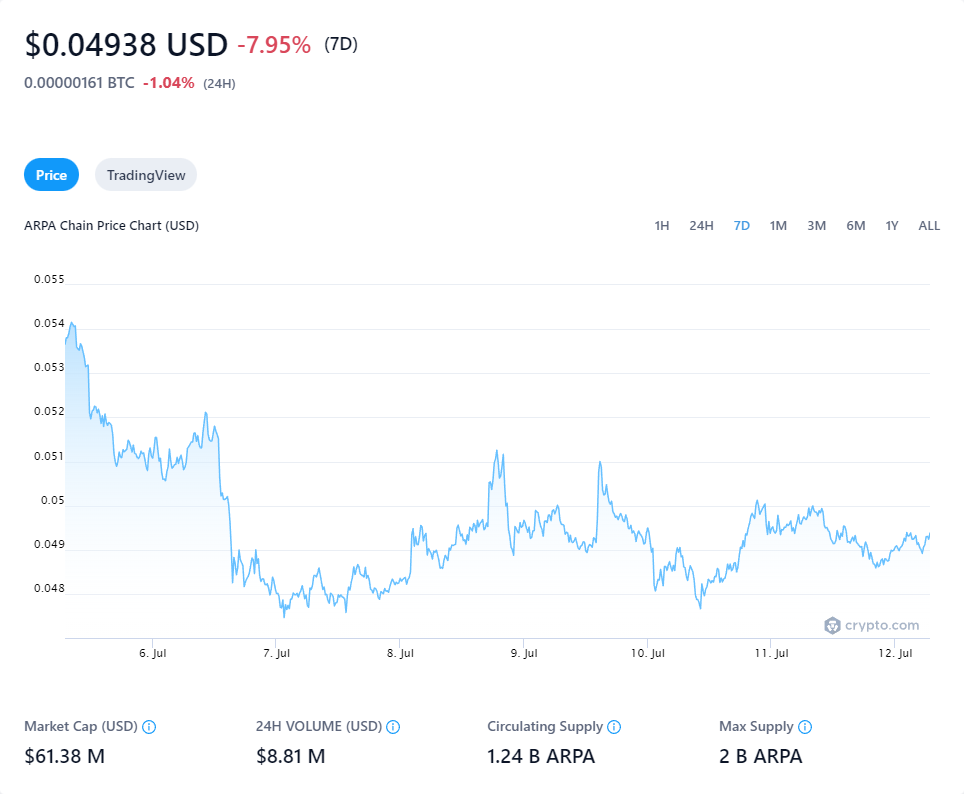 $0.04938 USD -7.95% (7D)
0.00000161 BTC -1.04% (24H)
Price TradingView
ARPA Chain Price Chart (USD) 1H 24H 7D 1M 3M 6M 1Y ALL
0.055
0.054
0.053
0.052
0.051
0.05
0.049
0.048
crypto.com
6. Jul 7. Jul 8. Jul 9. Jul 10. Jul 11. Jul 12. Jul
Market Cap (USD) 24H VOLUME (USD) Circulating Supply Max Supply
$61.38 M $8.81 M 1.24 B ARPA 2 B ARPA